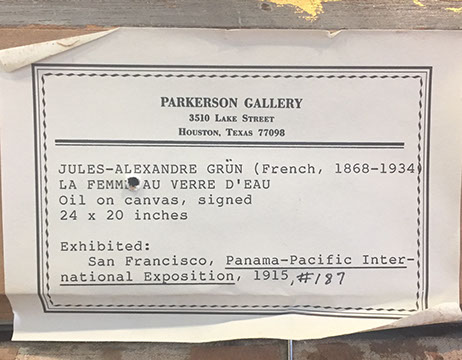 PARKERSON GALLERY
3510 LAKE STREET
HOUSTON, TEXAS 77098
JULES-ALEXANDRE GRÜN (French, 1868-1934)
LA FEMME AU VERRE D'EAU
Oil on canvas, signed
24 x 20 inches
Exhibited:
San Francisco, Panama-Pacific Inter-
national Exposition, 1915, #187